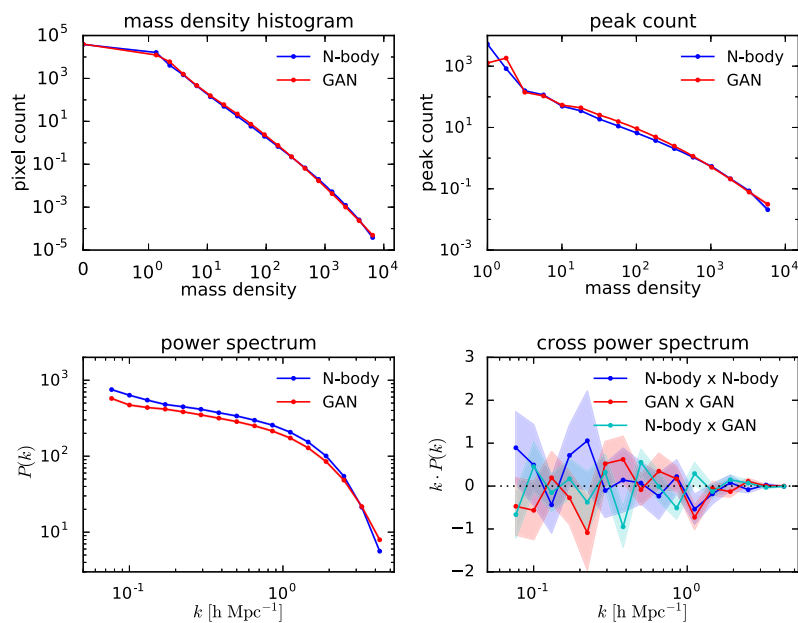 mass density histogram
10^5
10^3
10^1
10^-1
10^-3
10^-5
pixel count
N-body
GAN
0
10^0
10^1
10^2
10^3
10^4
mass density
peak count
10^3
10^1
10^-1
10^-3
peak count
N-body
GAN
10^0
10^1
10^2
10^3
10^4
mass density
power spectrum
10^3
10^2
10^1
P(k)
N-body
GAN
10^-1
10^0
k [h Mpc^-1]
cross power spectrum
3
2
1
0
−1
−2
k · P(k)
N-body x N-body
GAN x GAN
N-body x GAN
10^-1
10^0
k [h Mpc^-1]